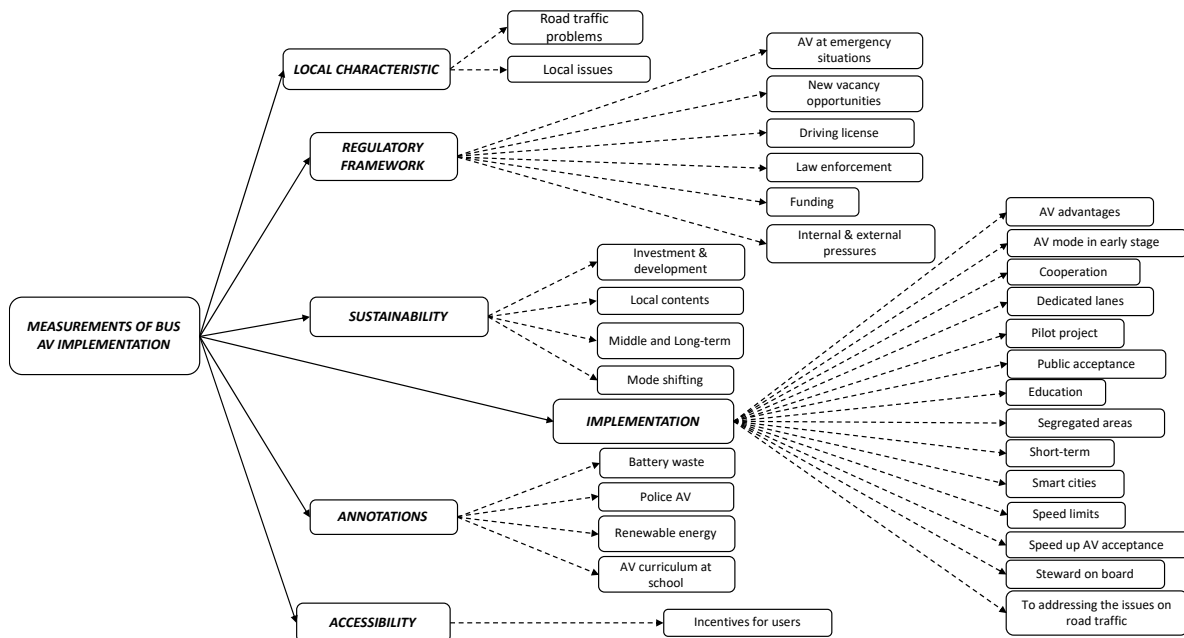 Road traffic
problems
LOCAL CHARACTERISTIC
Local issues
AV at emergency
situations
New vacancy
opportunities
REGULATORY
FRAMEWORK
Driving license
Law enforcement
Funding
Internal & external
pressures
Investment &
development
SUSTAINABILITY
Local contents
Middle and Long-term
Mode shifting
MEASUREMENTS OF BUS
AV IMPLEMENTATION
IMPLEMENTATION
AV advantages
AV mode in early stage
Cooperation
Dedicated lanes
Pilot project
Public acceptance
Education
Segregated areas
Short-term
Smart cities
Speed limits
Speed up AV acceptance
Steward on board
To addressing the issues on
road traffic
ANNOTATIONS
Battery waste
Police AV
Renewable energy
AV curriculum at
school
ACCESSIBILITY
Incentives for users